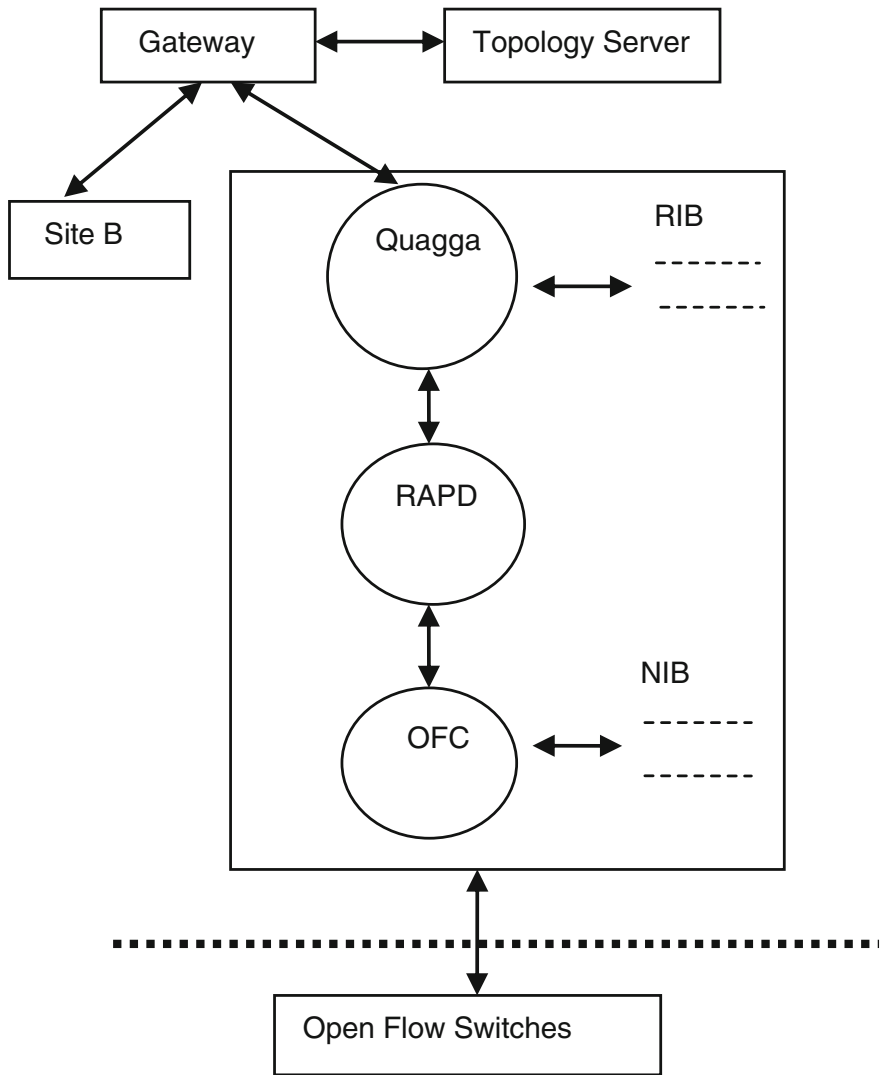 Gateway
Topology Server
Site B
Quagga
RIB
RAPD
NIB
OFC
Open Flow Switches